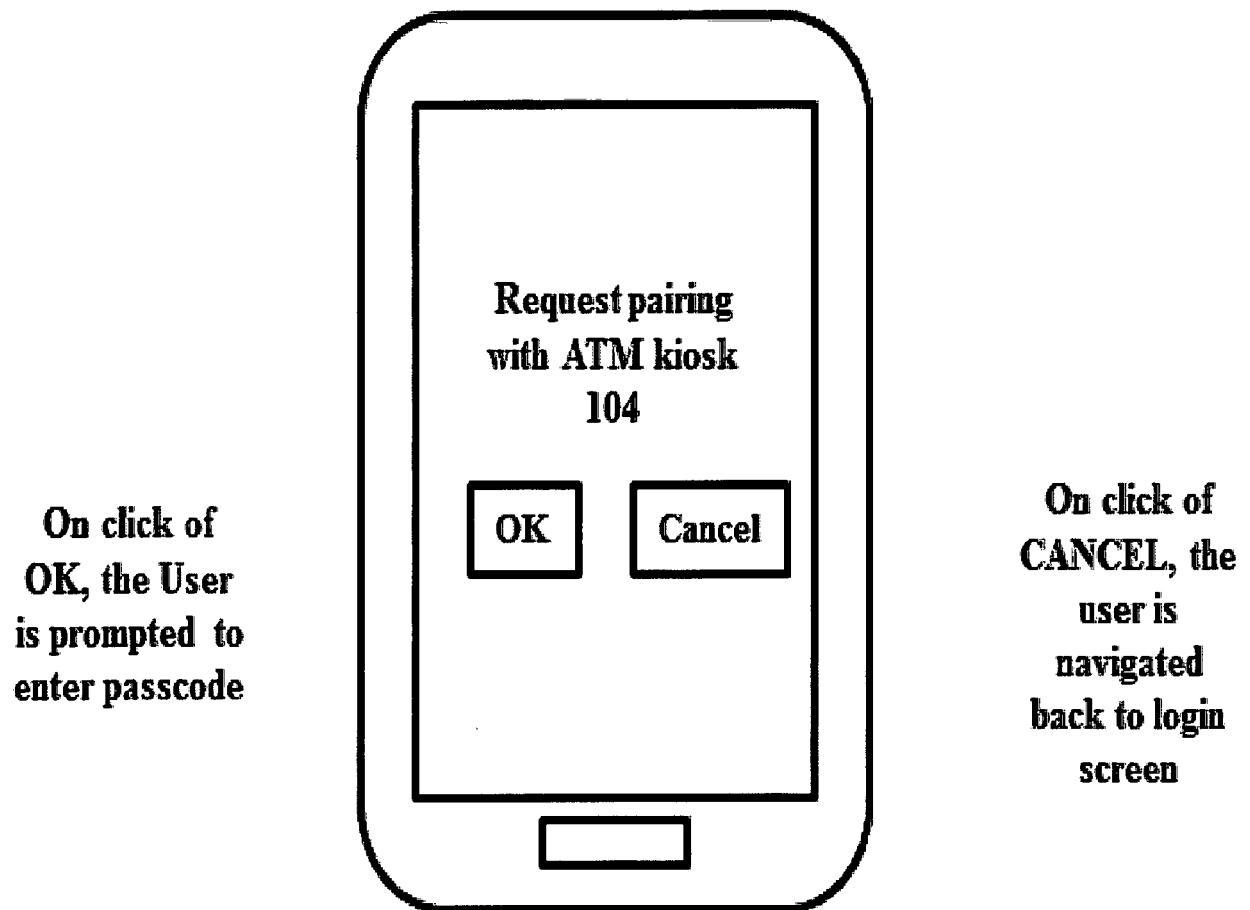 Request pairing
with ATM kiosk
104
OK
Cancel
On click of
OK, the User
is prompted to
enter passcode
On click of
CANCEL, the
user is
navigated
back to login
screen